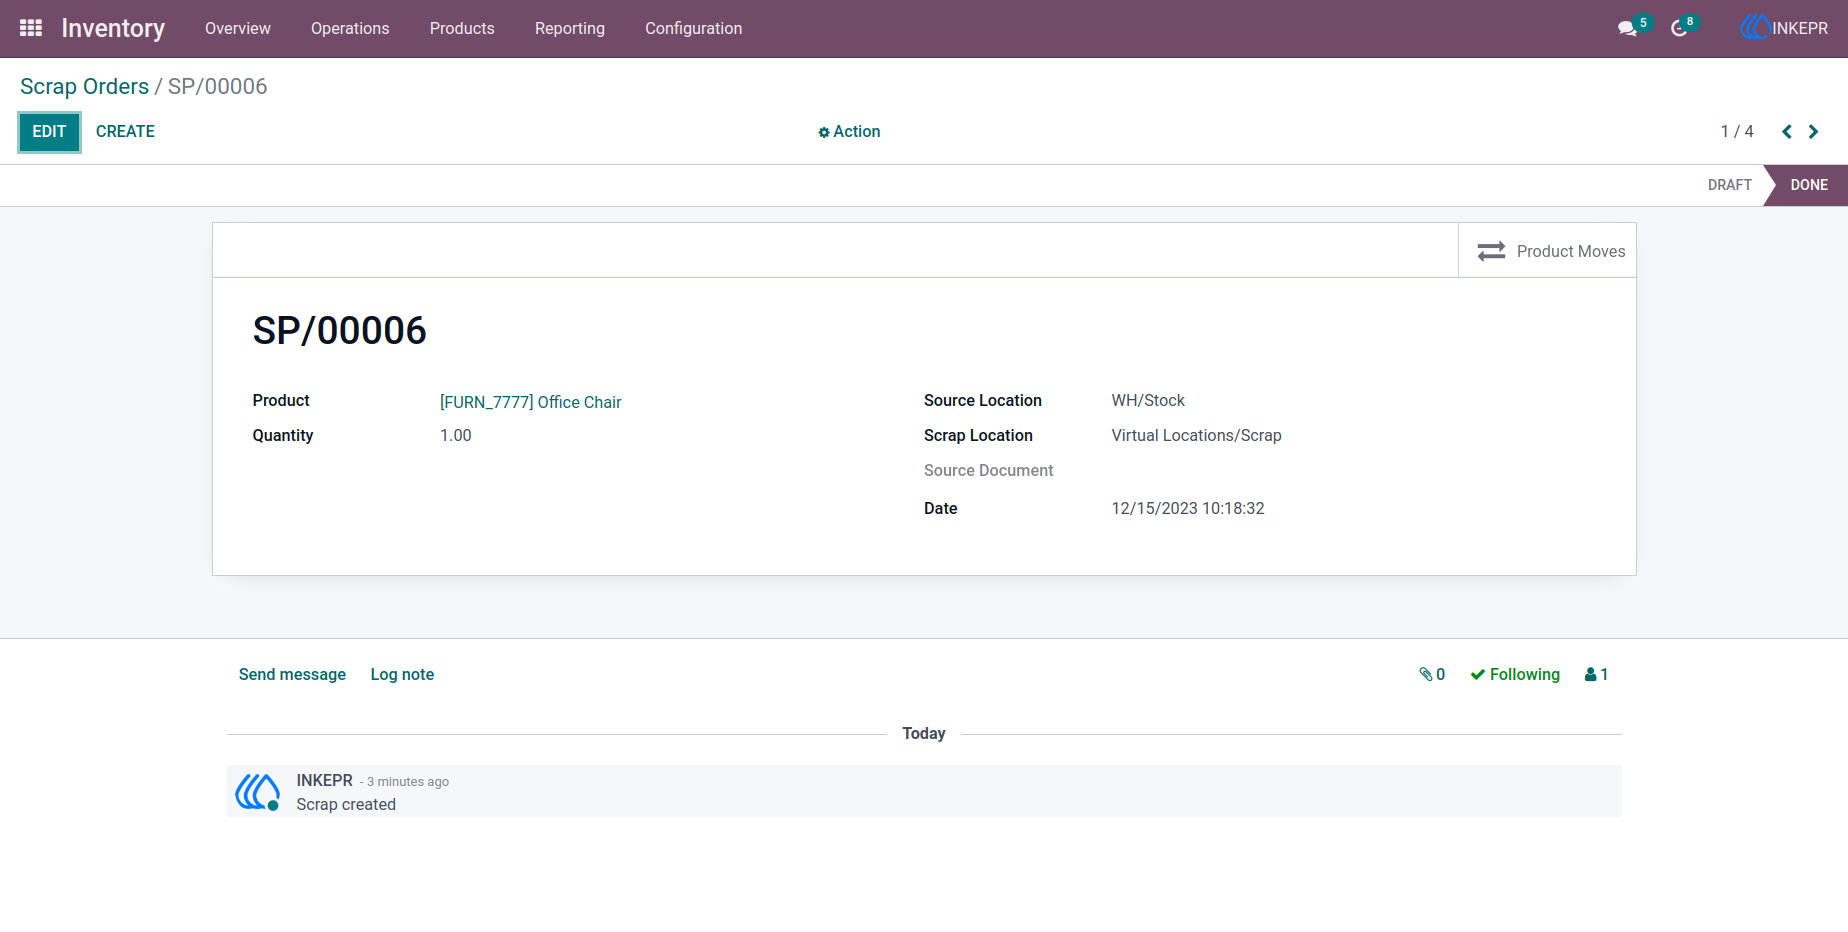 Inventory Overview Operations Products Reporting Configuration 5 8 INKEPR
Scrap Orders / SP/00006
EDIT CREATE Action 1 / 4
DRAFT DONE
Product Moves
SP/00006
Product [FURN_7777] Office Chair Source Location WH/Stock
Quantity 1.00 Scrap Location Virtual Locations/Scrap
Source Document
Date 12/15/2023 10:18:32
Send message Log note 0 Following 1
Today
INKEPR - 3 minutes ago
Scrap created